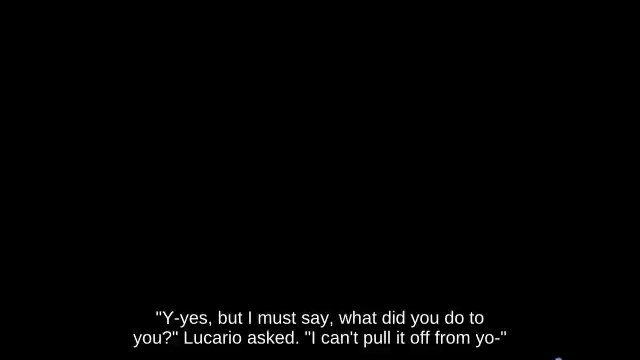 "Y-yes, but I must say, what did you do to
you?" Lucario asked. "I can't pull it off from yo-"